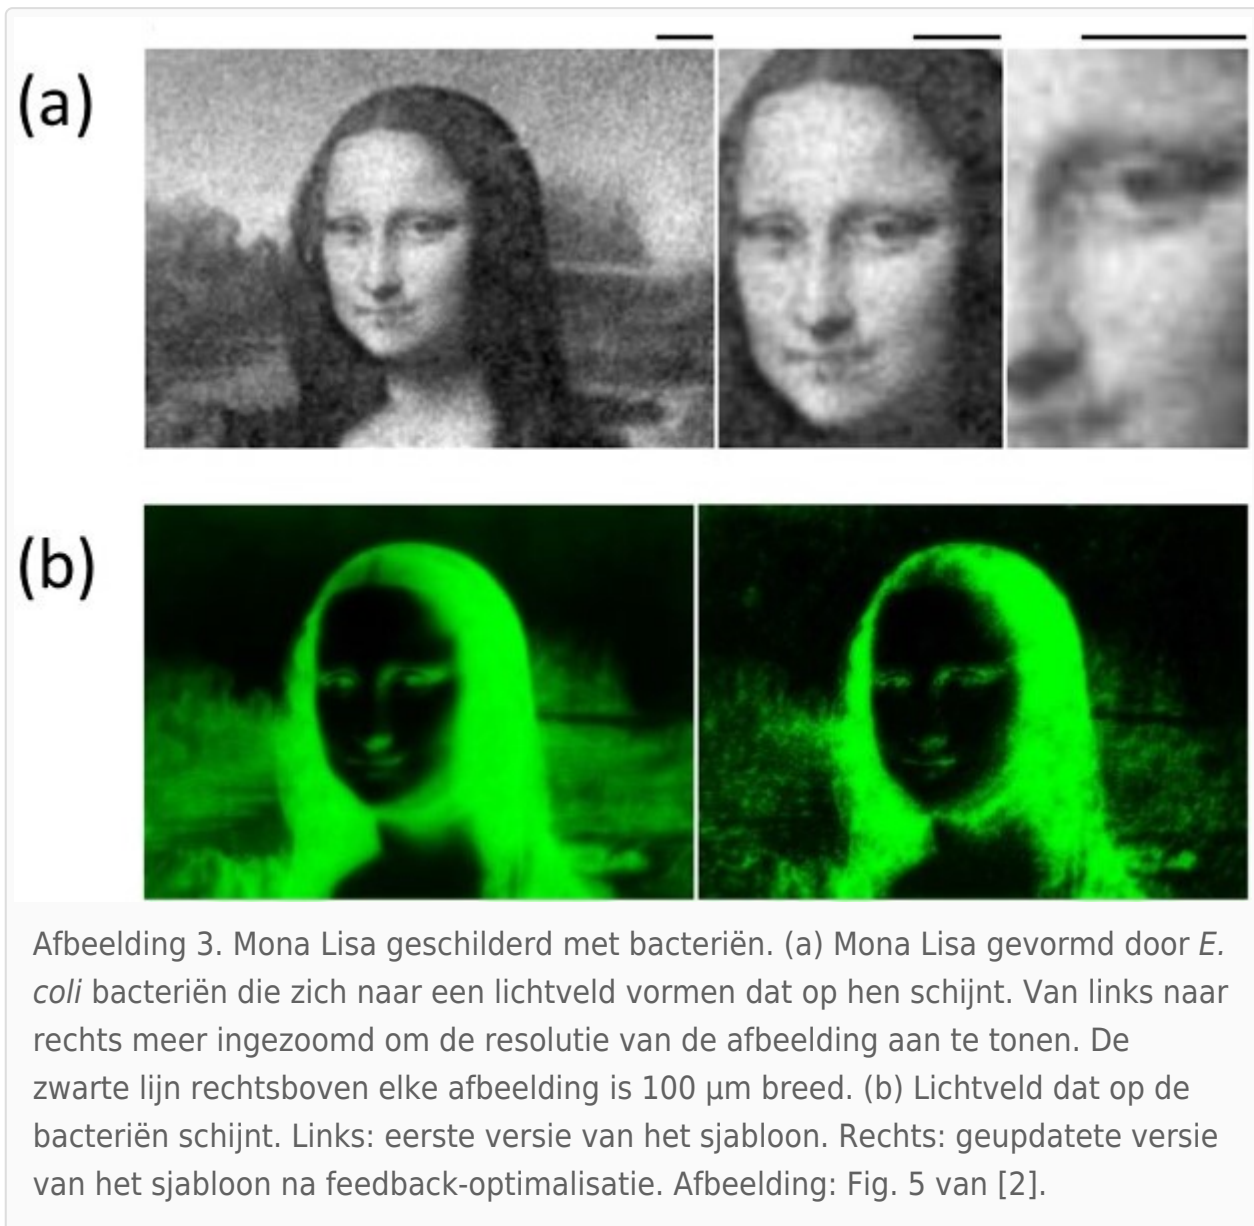 (a)
(b)
Afbeelding 3. Mona Lisa geschilderd met bacteriën. (a) Mona Lisa gevormd door E.
coli bacteriën die zich naar een lichtveld vormen dat op hen schijnt. Van links naar
rechts meer ingezoomd om de resolutie van de afbeelding aan te tonen. De
zwarte lijn rechtsboven elke afbeelding is 100 µm breed. (b) Lichtveld dat op de
bacteriën schijnt. Links: eerste versie van het sjabloon. Rechts: geupdatete versie
van het sjabloon na feedback-optimalisatie. Afbeelding: Fig. 5 van [2].